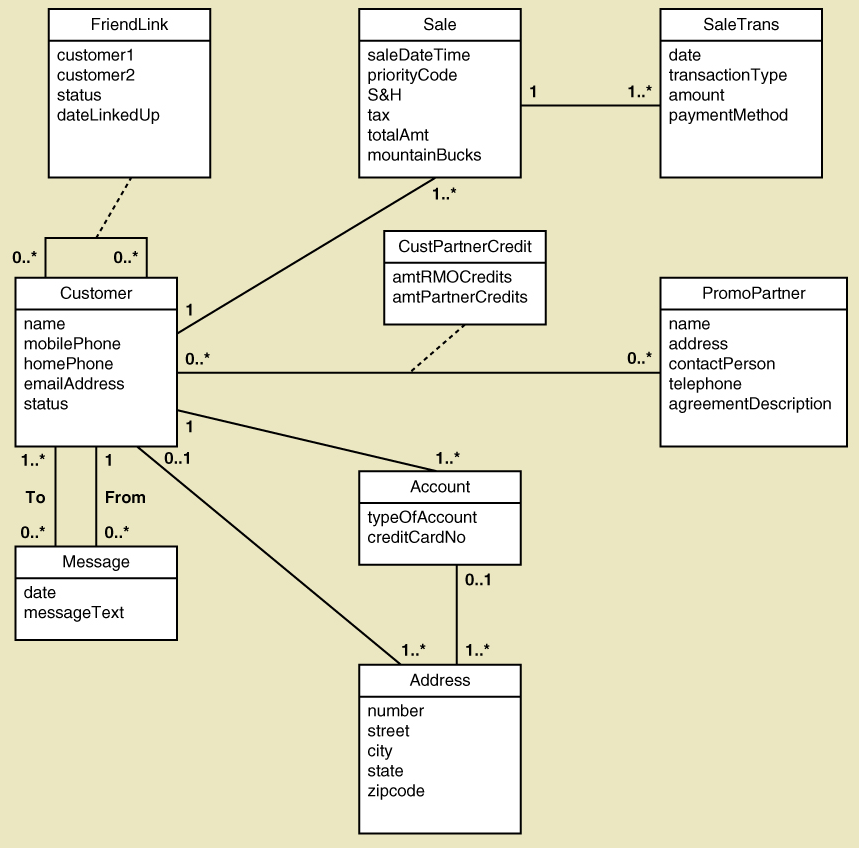 FriendLink
customer1
customer2
status
dateLinkedUp
Sale
saleDateTime
priorityCode
S&H
tax
totalAmt
mountainBucks
SaleTrans
date
transactionType
amount
paymentMethod
1
1..*
1..*
0..*
0..*
CustPartnerCredit
amtRMOCredits
amtPartnerCredits
Customer
name
mobilePhone
homePhone
emailAddress
status
1
0..*
0..*
PromoPartner
name
address
contactPerson
telephone
agreementDescription
1
1..*
1..*
1
0..1
To
From
0..*
0..*
Account
typeOfAccount
creditCardNo
Message
date
messageText
0..1
1..*
1..*
Address
number
street
city
state
zipcode